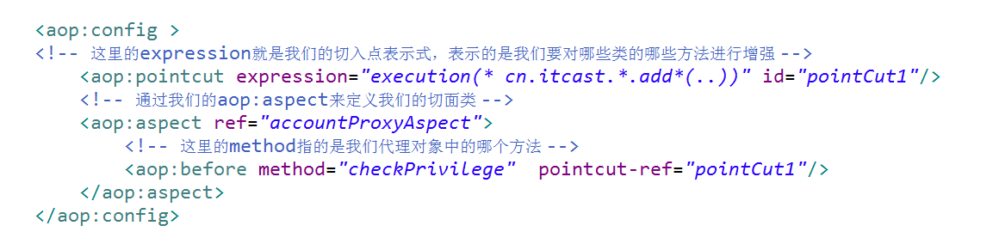 <aop:config >
<!-- 这里的expression就是我们的切入点表示式，表示的是我们要对哪些类的哪些方法进行增强 -->
<aop:pointcut expression="execution(* cn.itcast.*.add*(..))" id="pointCut1"/>
<!-- 通过我们的aop:aspect来定义我们的切面类 -->
<aop:aspect ref="accountProxyAspect">
<!-- 这里的method指的是我们代理对象中的哪个方法 -->
<aop:before method="checkPrivilege"  pointcut-ref="pointCut1"/>
</aop:aspect>
</aop:config>